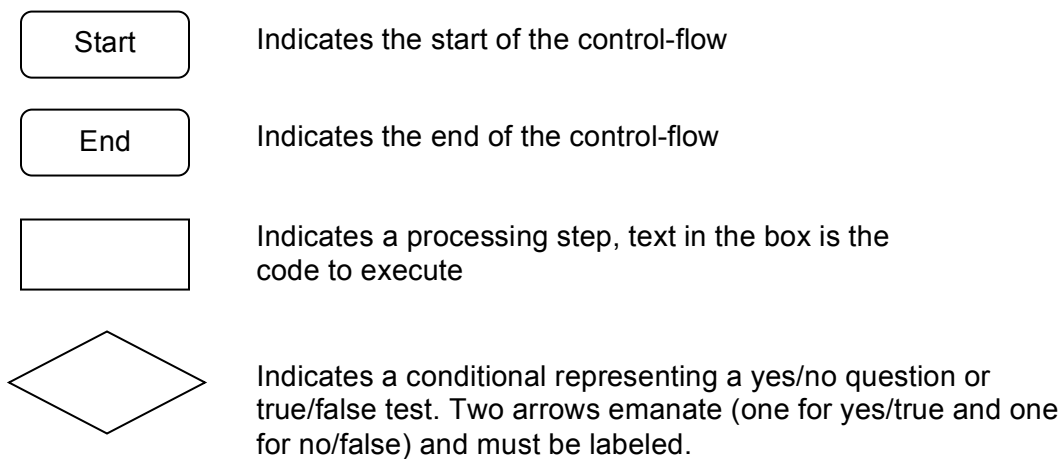 Start
Indicates the start of the control-flow
End
Indicates the end of the control-flow
Indicates a processing step, text in the box is the
code to execute
Indicates a conditional representing a yes/no question or
true/false test. Two arrows emanate (one for yes/true and one
for no/false) and must be labeled.